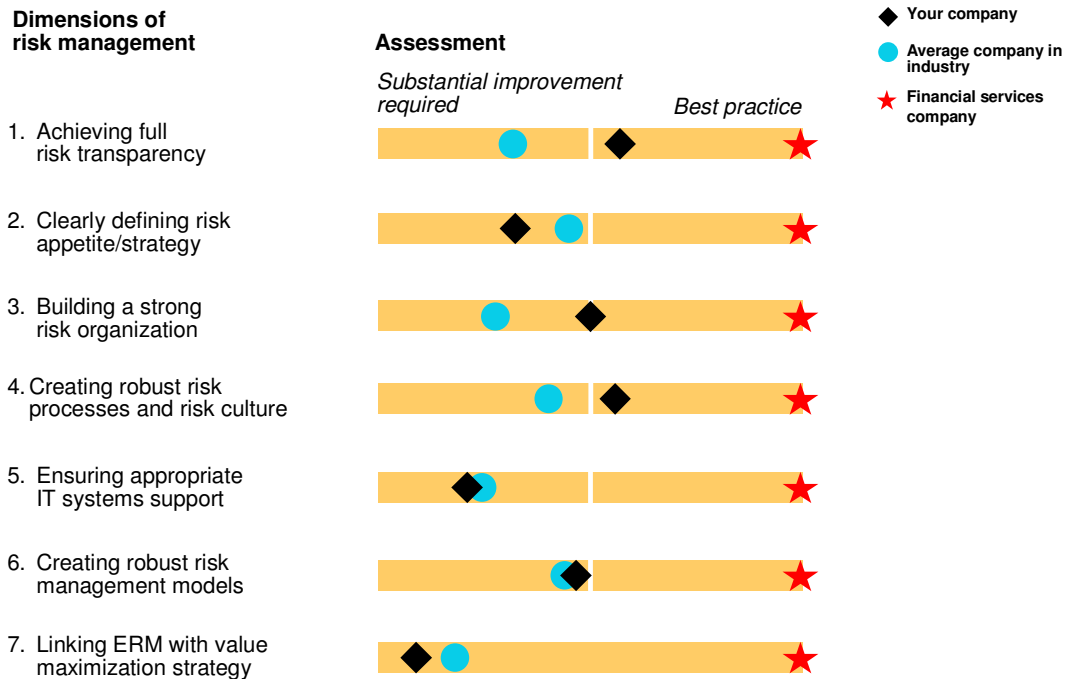 Dimensions of
risk management
Assessment
Substantial improvement
required
Best practice
Your company
Average company in
industry
Financial services
company
1. Achieving full
risk transparency
2. Clearly defining risk
appetite/strategy
3. Building a strong
risk organization
4. Creating robust risk
processes and risk culture
5. Ensuring appropriate
IT systems support
6. Creating robust risk
management models
7. Linking ERM with value
maximization strategy